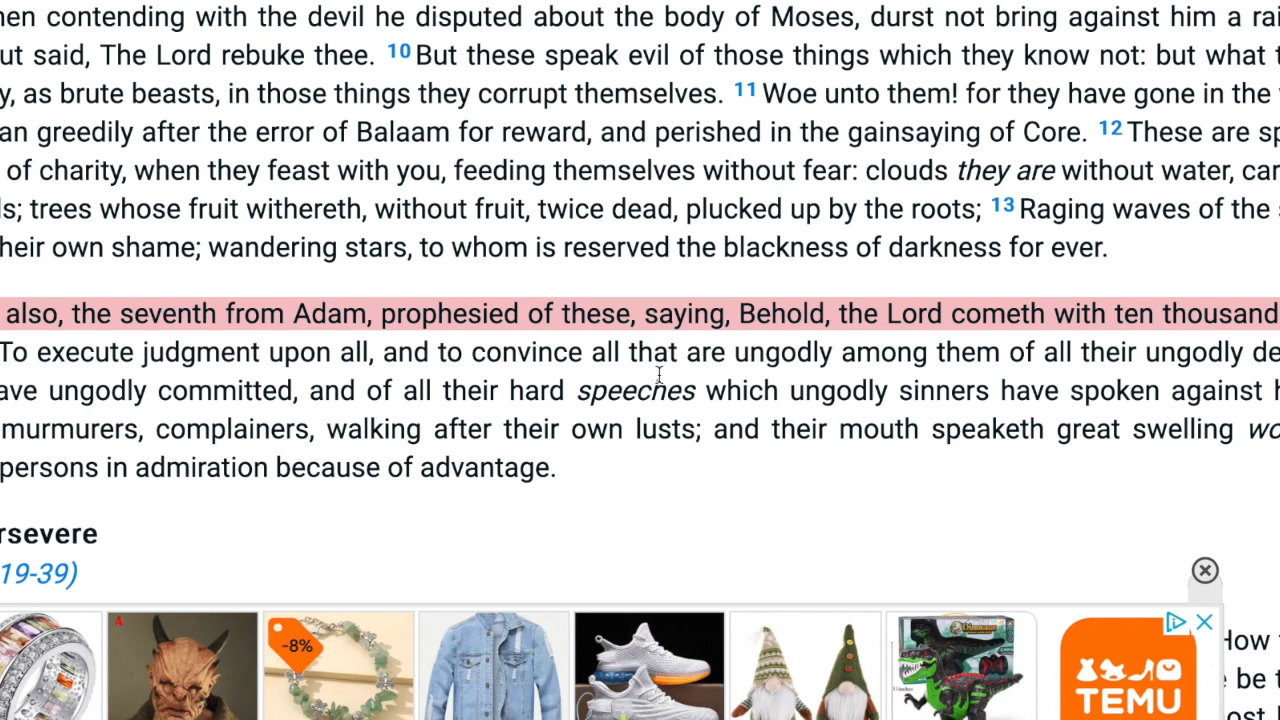 hen contending with the devil he disputed about the body of Moses, durst not bring against him a rai
ut said, The Lord rebuke thee. 10 But these speak evil of those things which they know not: but what t
y, as brute beasts, in those things they corrupt themselves. 11 Woe unto them! for they have gone in the
an greedily after the error of Balaam for reward, and perished in the gainsaying of Core. 12 These are sp
of charity, when they feast with you, feeding themselves without fear: clouds they are without water, car
ls; trees whose fruit withereth, without fruit, twice dead, plucked up by the roots; 13 Raging waves of the
heir own shame; wandering stars, to whom is reserved the blackness of darkness for ever.
also, the seventh from Adam, prophesied of these, saying, Behold, the Lord cometh with ten thousand
To execute judgment upon all, and to convince all that are ungodly among them of all their ungodly de
ave ungodly committed, and of all their hard speeches which ungodly sinners have spoken against h
murmurers, complainers, walking after their own lusts; and their mouth speaketh great swelling wo
persons in admiration because of advantage.
rsevere
19-39)
A
-8%
TEMU
How
be t
ost